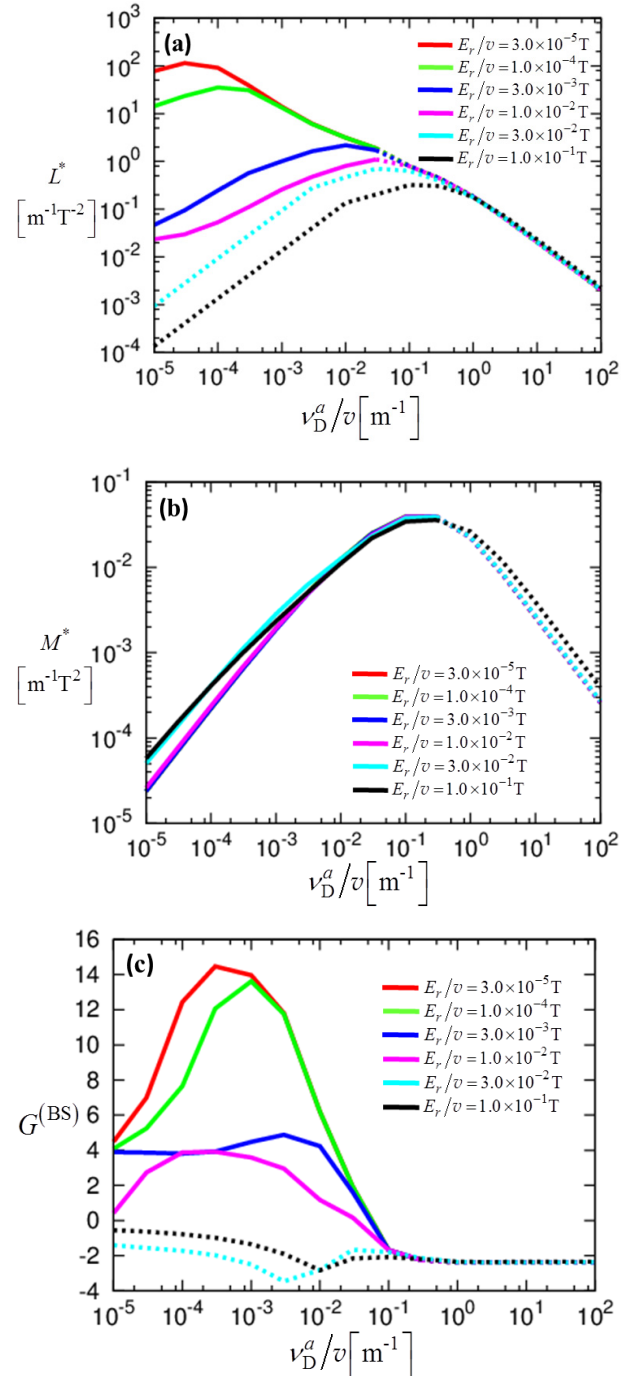 (a)
E_r/v = 3.0×10^-5 T
E_r/v = 1.0×10^-4 T
E_r/v = 3.0×10^-3 T
E_r/v = 1.0×10^-2 T
E_r/v = 3.0×10^-2 T
E_r/v = 1.0×10^-1 T
L*
[m^-1T^-2]
10^3
10^2
10^1
10^0
10^-1
10^-2
10^-3
10^-4
10^-5 10^-4 10^-3 10^-2 10^-1 10^0 10^1 10^2
ν_D^a/v [m^-1]
(b)
10^-1
10^-2
10^-3
10^-4
10^-5
M*
[m^-1T^2]
E_r/v = 3.0×10^-5 T
E_r/v = 1.0×10^-4 T
E_r/v = 3.0×10^-3 T
E_r/v = 1.0×10^-2 T
E_r/v = 3.0×10^-2 T
E_r/v = 1.0×10^-1 T
10^-5 10^-4 10^-3 10^-2 10^-1 10^0 10^1 10^2
ν_D^a/v [m^-1]
(c)
16
14
12
10
8
6
4
2
0
-2
-4
G^(BS)
E_r/v = 3.0×10^-5 T
E_r/v = 1.0×10^-4 T
E_r/v = 3.0×10^-3 T
E_r/v = 1.0×10^-2 T
E_r/v = 3.0×10^-2 T
E_r/v = 1.0×10^-1 T
10^-5 10^-4 10^-3 10^-2 10^-1 10^0 10^1 10^2
ν_D^a/v [m^-1]